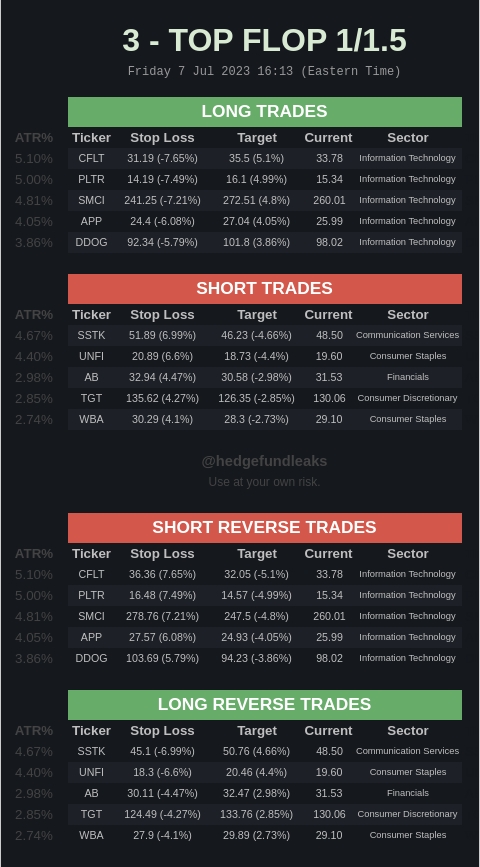 3 - TOP FLOP 1/1.5
Friday 7 Jul 2023 16:13 (Eastern Time)
LONG TRADES
ATR% Ticker Stop Loss Target Current Sector
5.10% CFLT 31.19 (-7.65%) 35.5 (5.1%) 33.78 Information Technology
5.00% PLTR 14.19 (-7.49%) 16.1 (4.99%) 15.34 Information Technology
4.81% SMCI 241.25 (-7.21%) 272.51 (4.8%) 260.01 Information Technology
4.05% APP 24.4 (-6.08%) 27.04 (4.05%) 25.99 Information Technology
3.86% DDOG 92.34 (-5.79%) 101.8 (3.86%) 98.02 Information Technology
SHORT TRADES
ATR% Ticker Stop Loss Target Current Sector
4.67% SSTK 51.89 (6.99%) 46.23 (-4.66%) 48.50 Communication Services
4.40% UNFI 20.89 (6.6%) 18.73 (-4.4%) 19.60 Consumer Staples
2.98% AB 32.94 (4.47%) 30.58 (-2.98%) 31.53 Financials
2.85% TGT 135.62 (4.27%) 126.35 (-2.85%) 130.06 Consumer Discretionary
2.74% WBA 30.29 (4.1%) 28.3 (-2.73%) 29.10 Consumer Staples
@hedgefundleaks
Use at your own risk.
SHORT REVERSE TRADES
ATR% Ticker Stop Loss Target Current Sector
5.10% CFLT 36.36 (7.65%) 32.05 (-5.1%) 33.78 Information Technology
5.00% PLTR 16.48 (7.49%) 14.57 (-4.99%) 15.34 Information Technology
4.81% SMCI 278.76 (7.21%) 247.5 (-4.8%) 260.01 Information Technology
4.05% APP 27.57 (6.08%) 24.93 (-4.05%) 25.99 Information Technology
3.86% DDOG 103.69 (5.79%) 94.23 (-3.86%) 98.02 Information Technology
LONG REVERSE TRADES
ATR% Ticker Stop Loss Target Current Sector
4.67% SSTK 45.1 (-6.99%) 50.76 (4.66%) 48.50 Communication Services
4.40% UNFI 18.3 (-6.6%) 20.46 (4.4%) 19.60 Consumer Staples
2.98% AB 30.11 (-4.47%) 32.47 (2.98%) 31.53 Financials
2.85% TGT 124.49 (-4.27%) 133.76 (2.85%) 130.06 Consumer Discretionary
2.74% WBA 27.9 (-4.1%) 29.89 (2.73%) 29.10 Consumer Staples